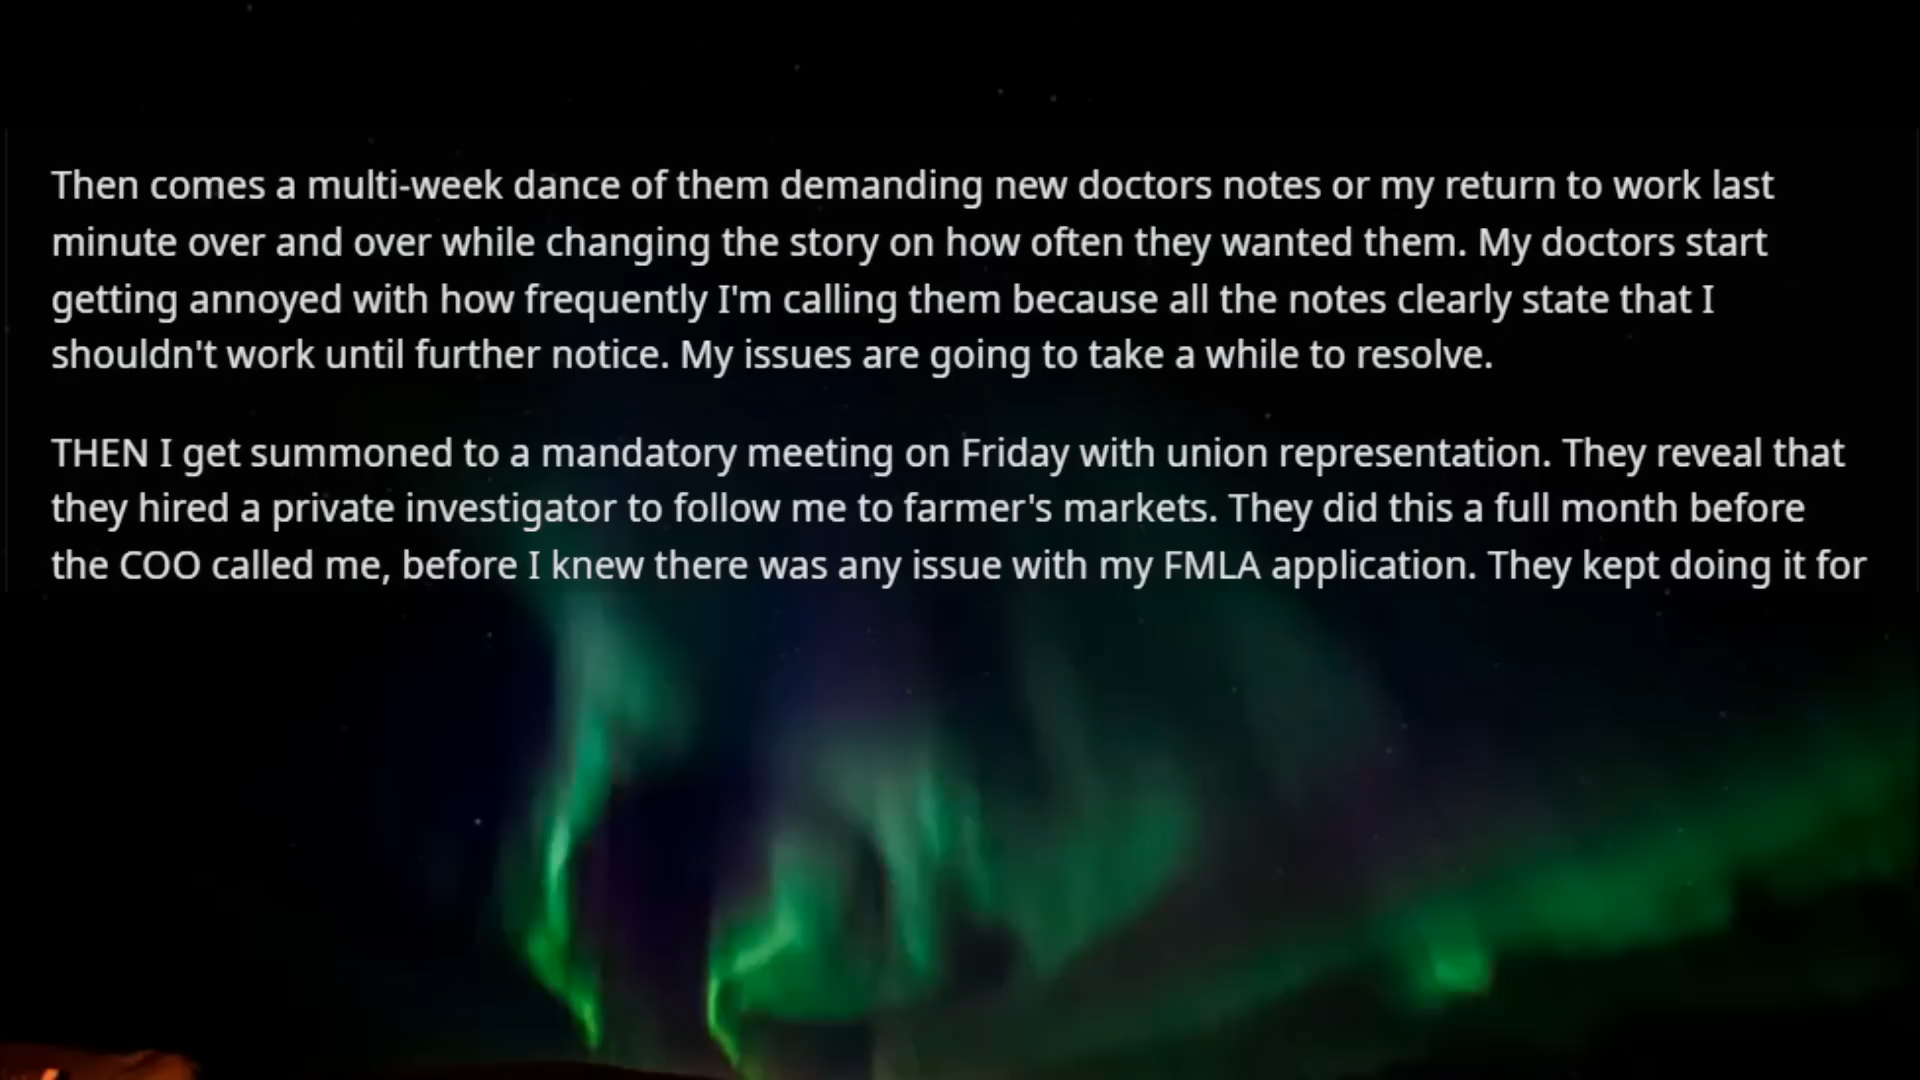 Then comes a multi-week dance of them demanding new doctors notes or my return to work last
minute over and over while changing the story on how often they wanted them. My doctors start
getting annoyed with how frequently I'm calling them because all the notes clearly state that I
shouldn't work until further notice. My issues are going to take a while to resolve.
THEN I get summoned to a mandatory meeting on Friday with union representation. They reveal that
they hired a private investigator to follow me to farmer's markets. They did this a full month before
the COO called me, before I knew there was any issue with my FMLA application. They kept doing it for